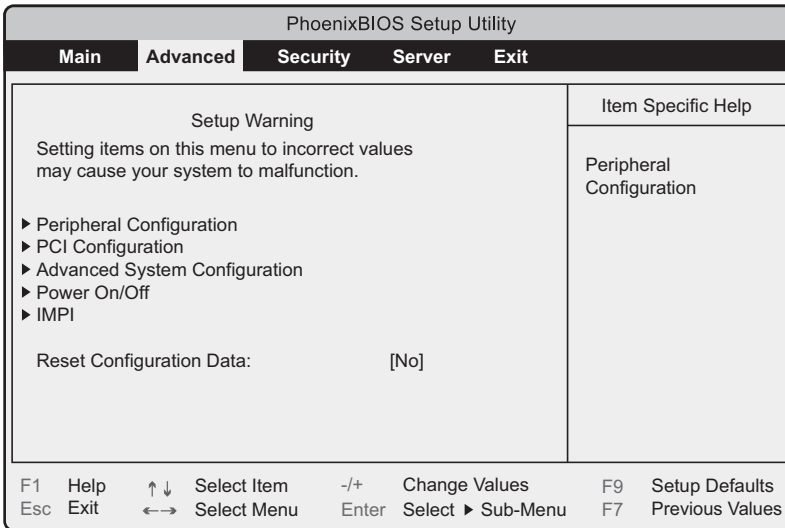 PhoenixBIOS Setup Utility
Main Advanced Security Server Exit
Setup Warning
Setting items on this menu to incorrect values
may cause your system to malfunction.
▶ Peripheral Configuration
▶ PCI Configuration
▶ Advanced System Configuration
▶ Power On/Off
▶ IMPI
Reset Configuration Data: [No]
Item Specific Help
Peripheral
Configuration
F1 Help ↑↓ Select Item -/+ Change Values F9 Setup Defaults
Esc Exit ←→ Select Menu Enter Select ▶ Sub-Menu F7 Previous Values